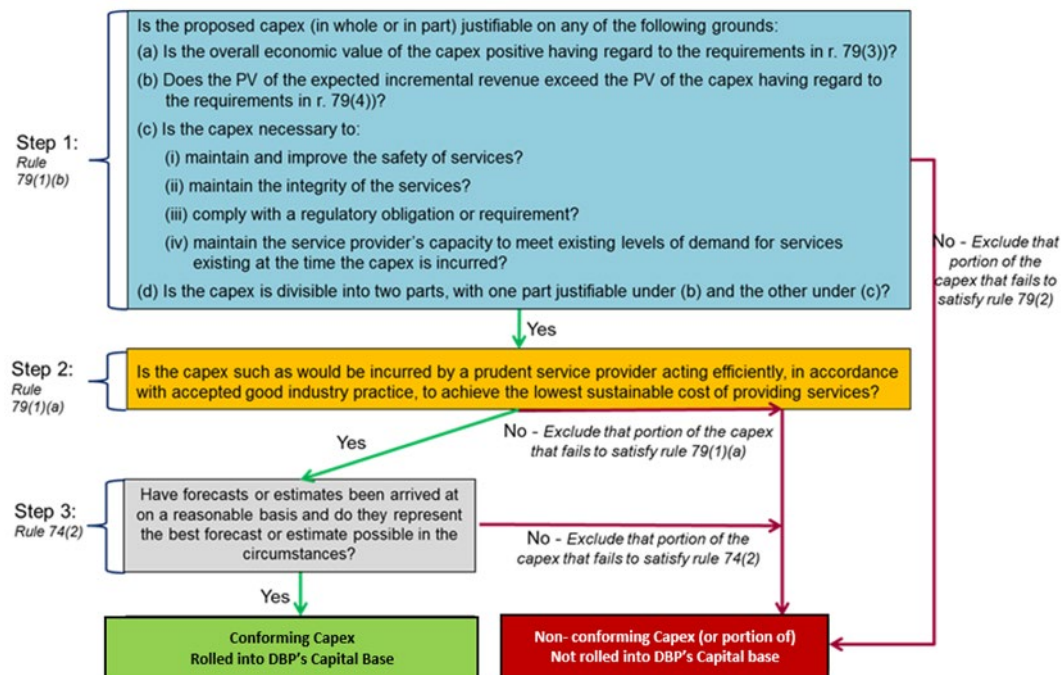 Is the proposed capex (in whole or in part) justifiable on any of the following grounds:
(a) Is the overall economic value of the capex positive having regard to the requirements in r. 79(3))?
(b) Does the PV of the expected incremental revenue exceed the PV of the capex having regard to
the requirements in r. 79(4))?
(c) Is the capex necessary to:
(i) maintain and improve the safety of services?
(ii) maintain the integrity of the services?
(iii) comply with a regulatory obligation or requirement?
(iv) maintain the service provider's capacity to meet existing levels of demand for services
existing at the time the capex is incurred?
(d) Is the capex is divisible into two parts, with one part justifiable under (b) and the other under (c)?
Step 1:
Rule
79(1)(b)
No - Exclude that
portion of the
capex that fails to
satisfy rule 79(2)
Yes
Step 2:
Rule
79(1)(a)
Is the capex such as would be incurred by a prudent service provider acting efficiently, in accordance
with accepted good industry practice, to achieve the lowest sustainable cost of providing services?
Yes
No - Exclude that portion of the capex
that fails to satisfy rule 79(1)(a)
Step 3:
Rule 74(2)
Have forecasts or estimates been arrived at
on a reasonable basis and do they represent
the best forecast or estimate possible in the
circumstances?
No - Exclude that portion of the
capex that fails to satisfy rule 74(2)
Yes
Conforming Capex
Rolled into DBP's Capital Base
Non- conforming Capex (or portion of)
Not rolled into DBP's Capital base